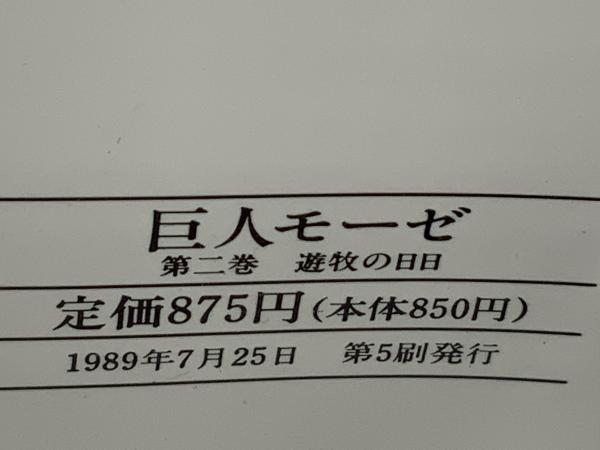 巨人モーゼ
第二巻 遊牧の日日
定価875円(本体850円)
1989年7月25日 第5刷発行